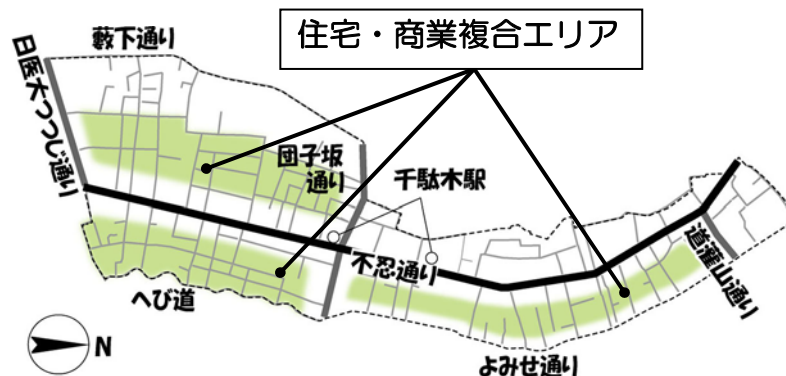 住宅・商業複合エリア
藪下通り
日医大つつじ通り
団子坂
通り
千駄木駅
不忍通り
道灌山通り
へび道
よみせ通り
N